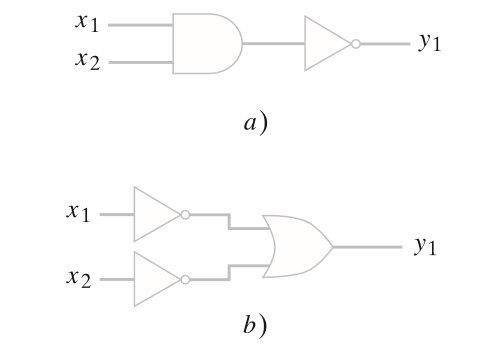 x₁
x₂
y₁
a)
x₁
x₂
y₁
b)